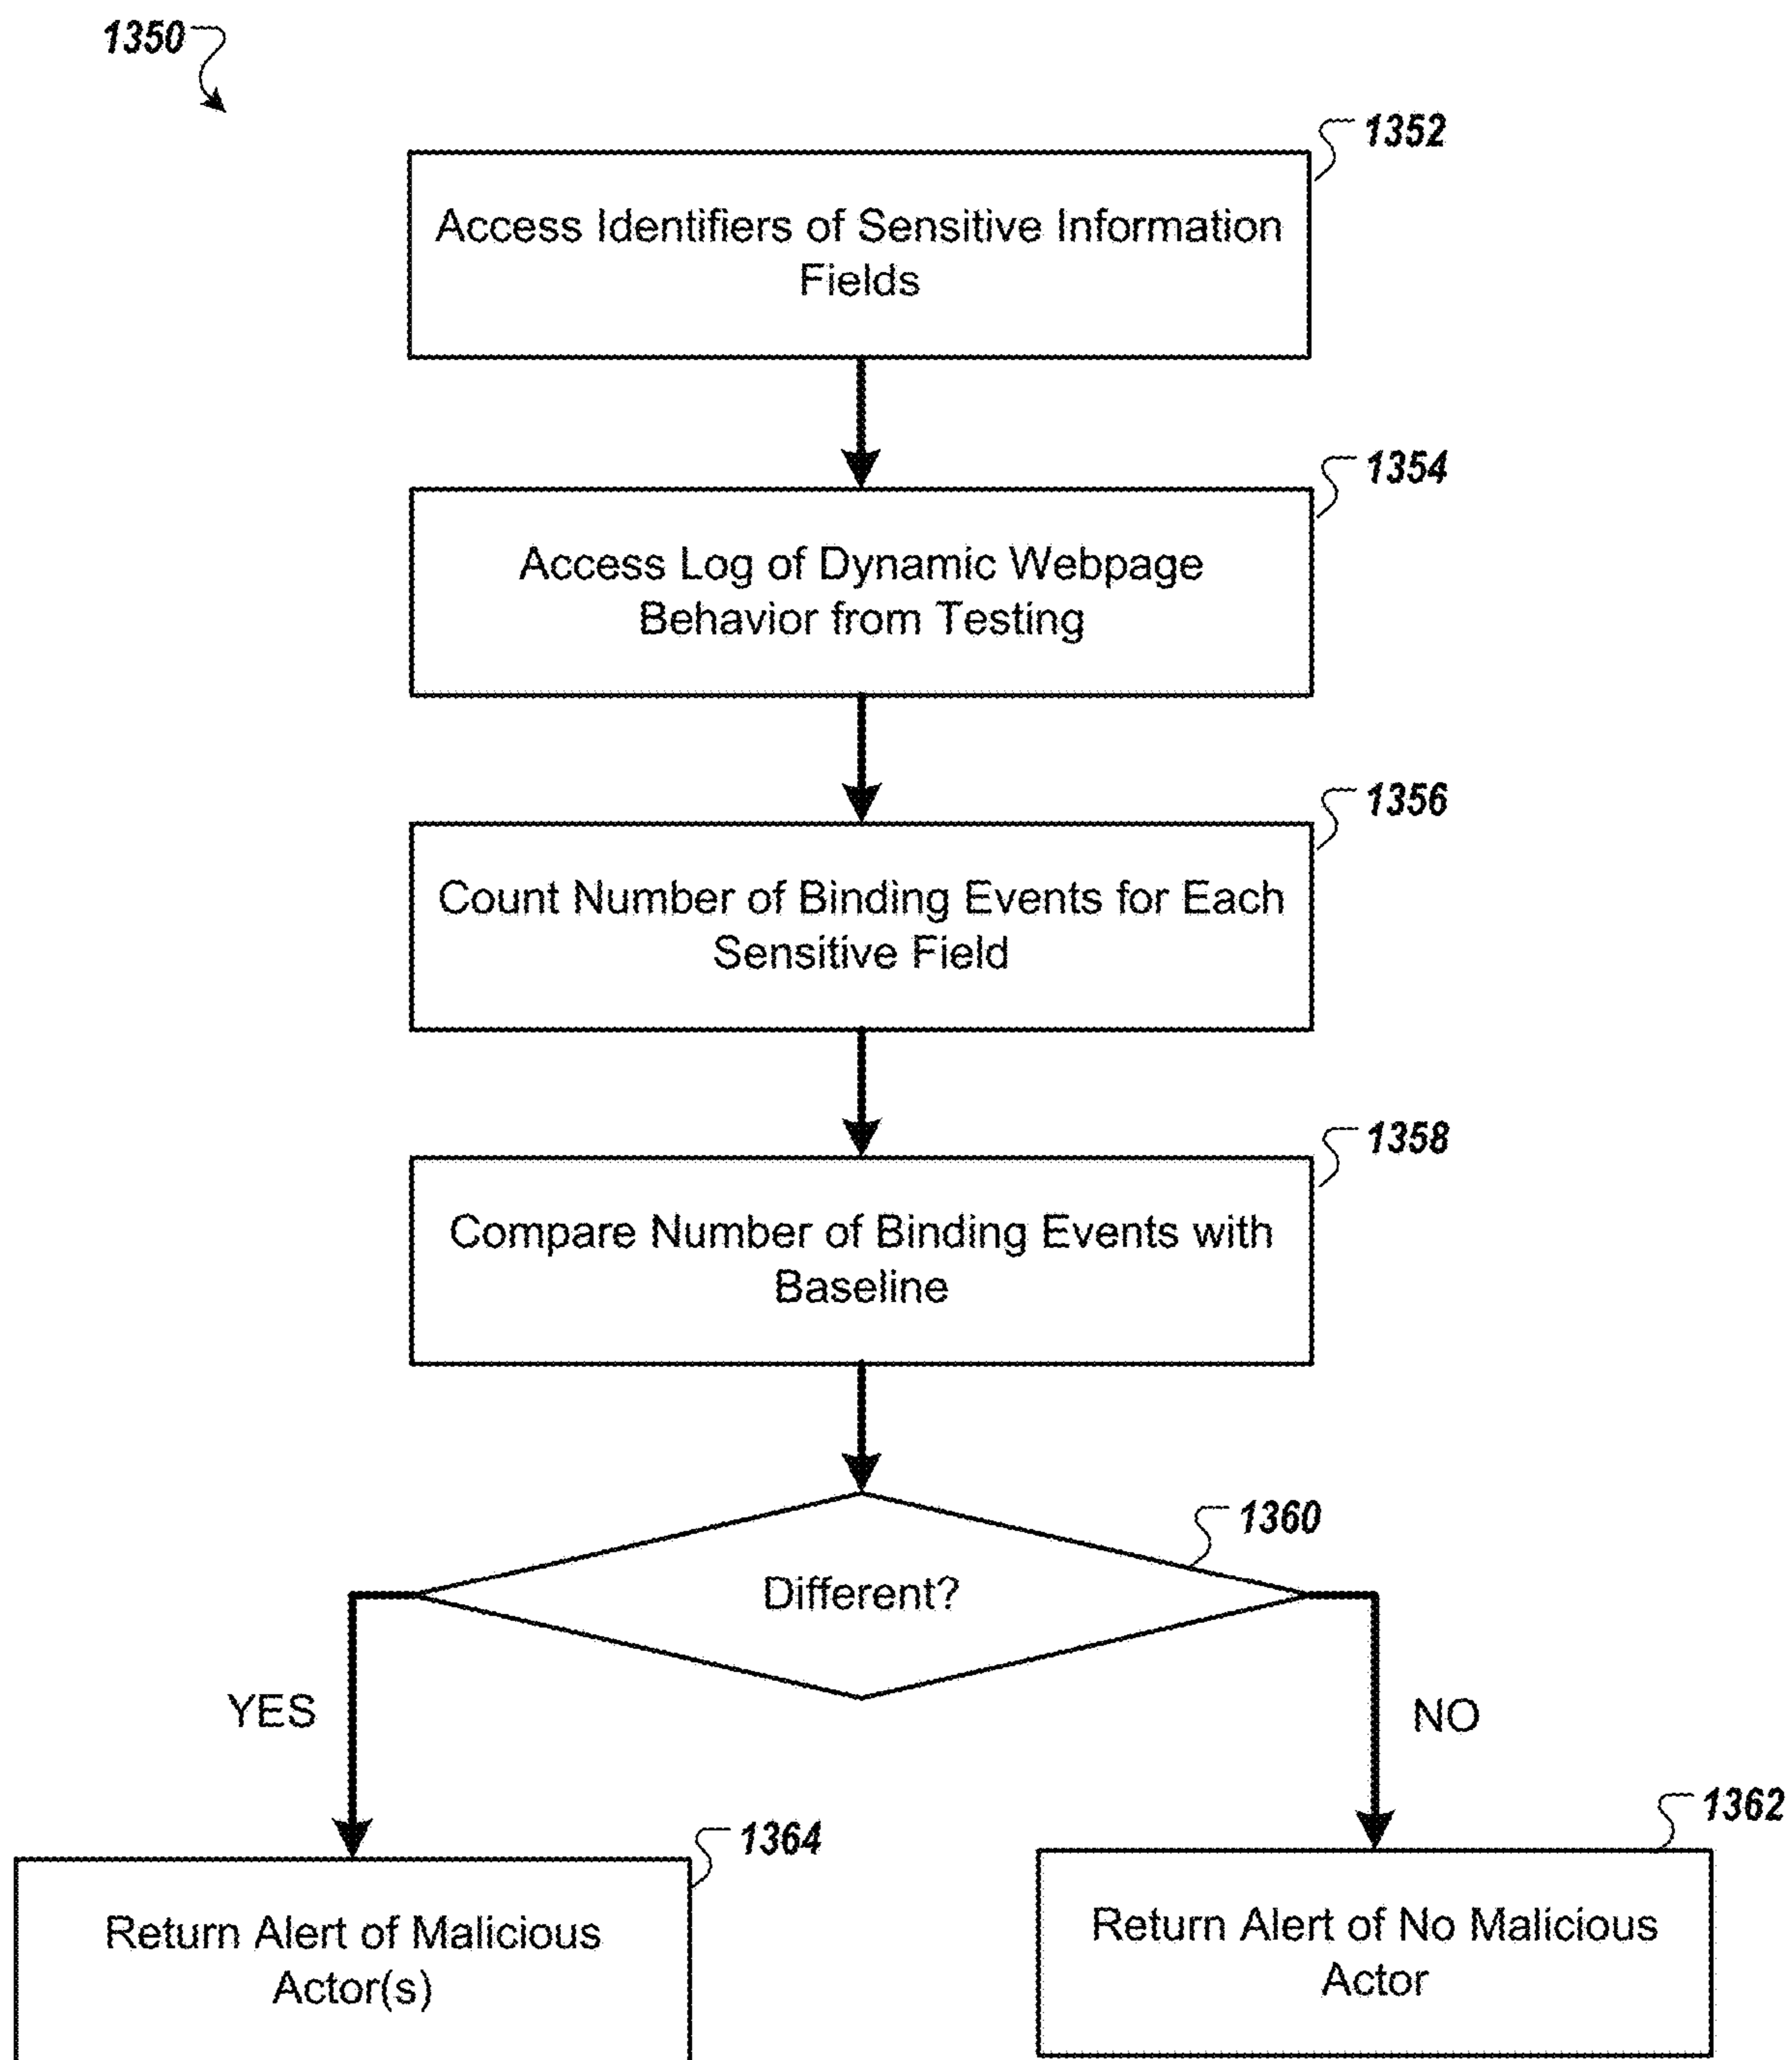 1350
1352
Access Identifiers of Sensitive Information
Fields
1354
Access Log of Dynamic Webpage
Behavior from Testing
1356
Count Number of Binding Events for Each
Sensitive Field
1358
Compare Number of Binding Events with
Baseline
1360
Different?
YES
NO
1364
Return Alert of Malicious
Actor(s)
1362
Return Alert of No Malicious
Actor